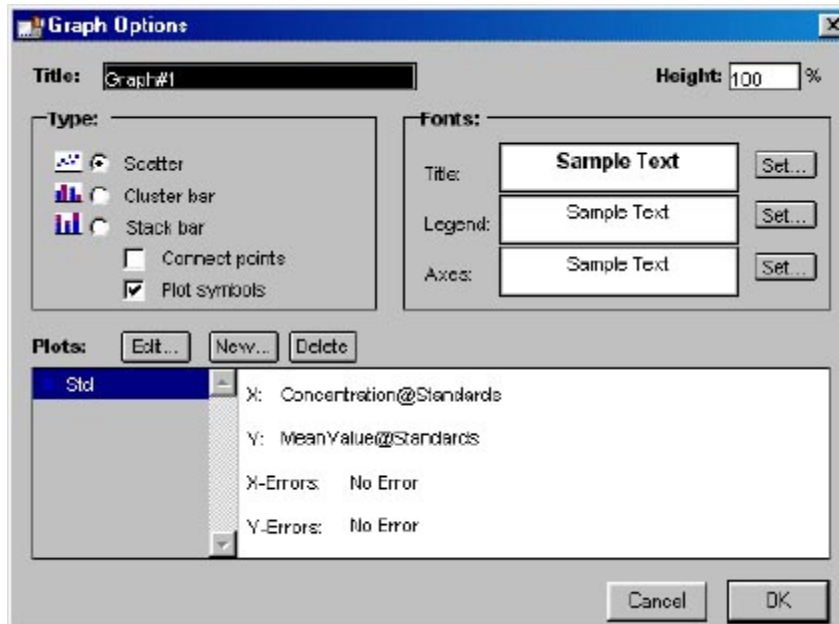 Graph Options
Title: Graph#1 Height: 100 %
Type:
Scatter
Cluster bar
Stack bar
Connect points
Plot symbols
Fonts:
Title: Sample Text Set...
Legend: Sample Text Set...
Axes: Sample Text Set...
Plots: Edit... New... Delete
Std
X: Concentration@Standards
Y: MeanValue@Standards
X-Errors: No Error
Y-Errors: No Error
Cancel OK